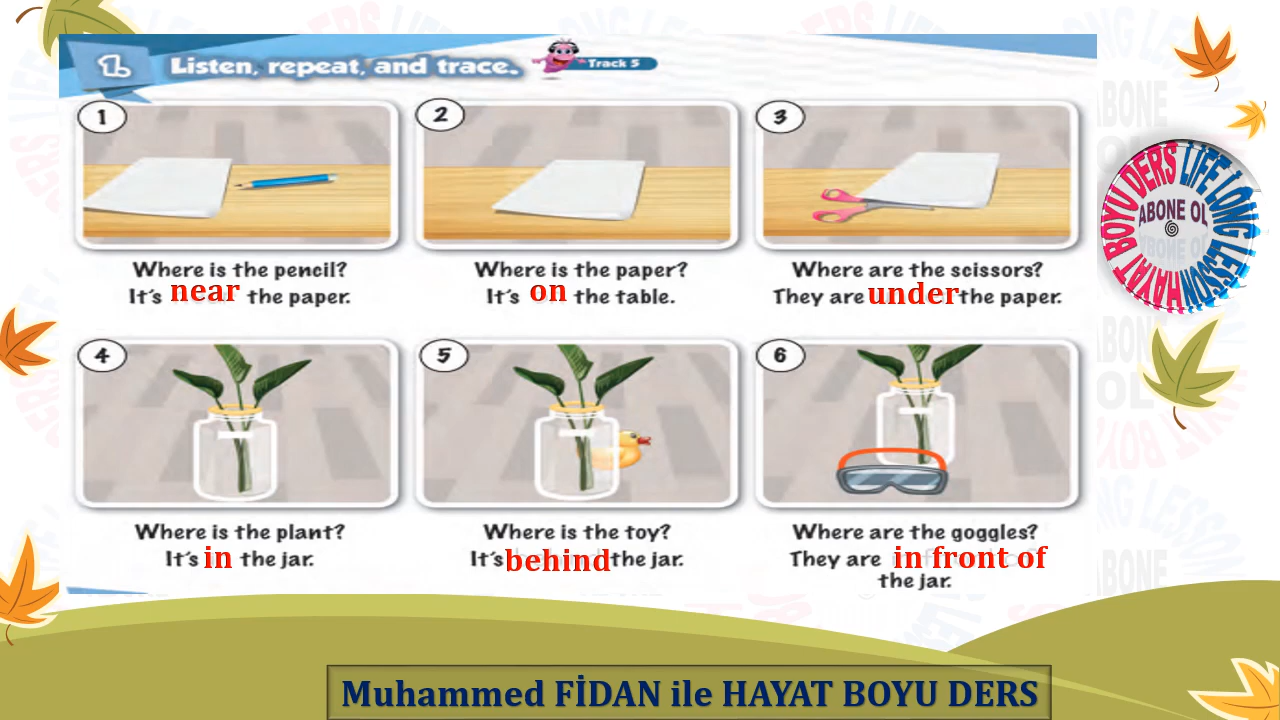 1. Listen, repeat, and trace. Track 5
1
2
3
Where is the pencil?
It's near the paper.
Where is the paper?
It's on the table.
Where are the scissors?
They are under the paper.
4
5
6
Where is the plant?
It's in the jar.
Where is the toy?
It's behind the jar.
Where are the goggles?
They are in front of
the jar.
HAYAT BOYU DERS LIFE LONG LESSON
ABONE OL
Muhammed FİDAN ile HAYAT BOYU DERS